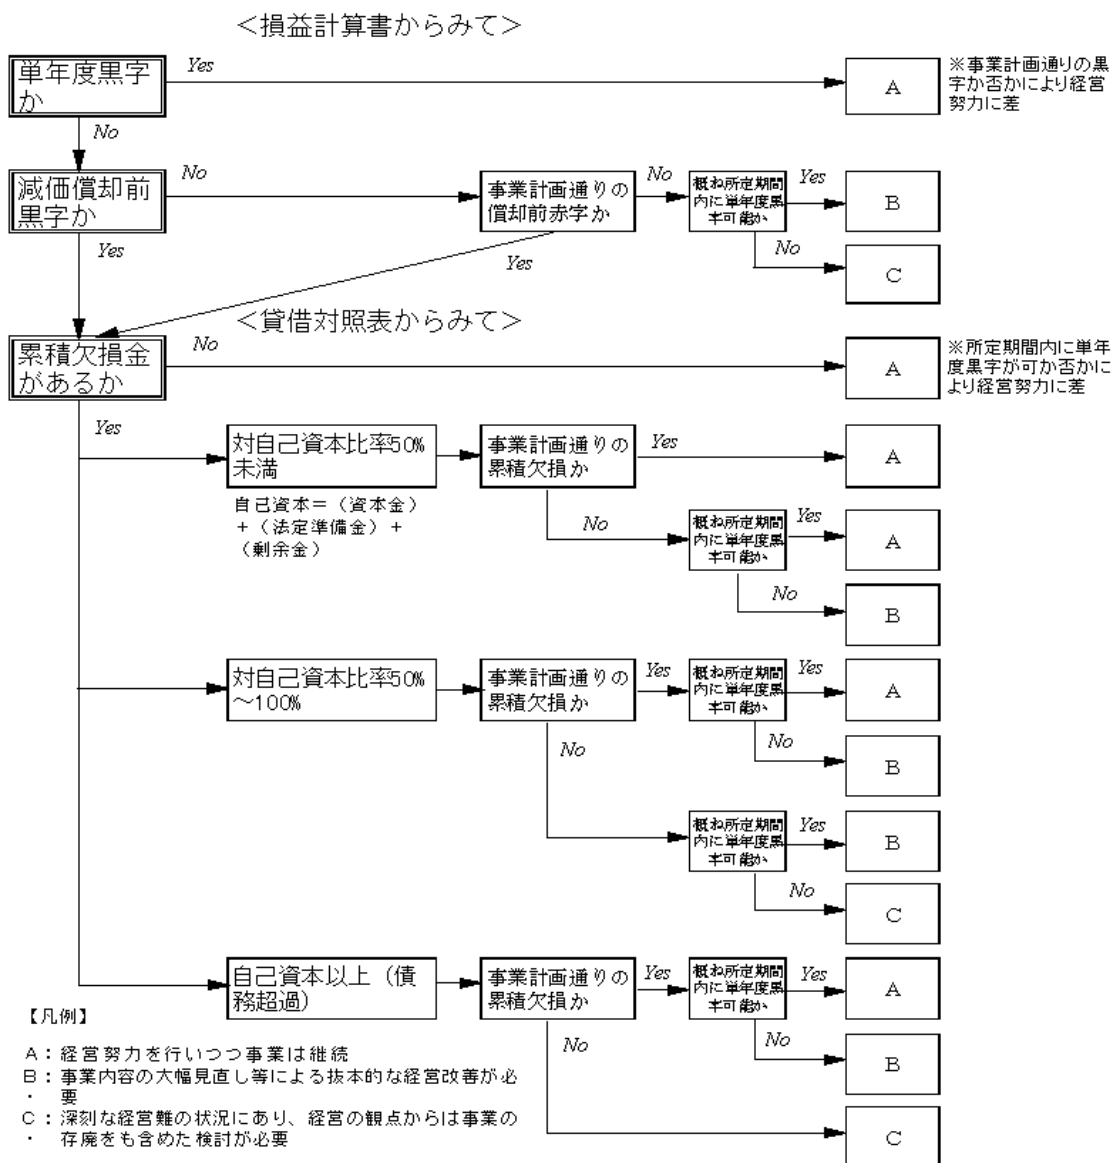 ＜損益計算書からみて＞
単年度黒字
か
Yes
A
※事業計画通りの黒
字か否かにより経営
努力に差
No
減価償却前
黒字か
No
事業計画通りの
償却前赤字か
No
概ね所定期間
内に単年度黒
字可能か
Yes
B
No
C
Yes
Yes
＜貸借対照表からみて＞
累積欠損金
があるか
No
A
※所定期間内に単年
度黒字が可か否かに
より経営努力に差
Yes
対自己資本比率50%
未満
事業計画通りの
累積欠損か
Yes
A
自己資本＝（資本金）
＋（法定準備金）＋
（剰余金）
No
概ね所定期間
内に単年度黒
字可能か
Yes
A
No
B
対自己資本比率50%
～100%
事業計画通りの
累積欠損か
Yes
概ね所定期間
内に単年度黒
字可能か
Yes
A
No
B
No
概ね所定期間
内に単年度黒
字可能か
Yes
B
No
C
自己資本以上（債
務超過）
事業計画通りの
累積欠損か
Yes
概ね所定期間
内に単年度黒
字可能か
Yes
A
No
B
No
C
【凡例】
A：経営努力を行いつつ事業は継続
B：事業内容の大幅見直し等による抜本的な経営改善が必
・　要
C：深刻な経営難の状況にあり、経営の観点からは事業の
・　存廃をも含めた検討が必要